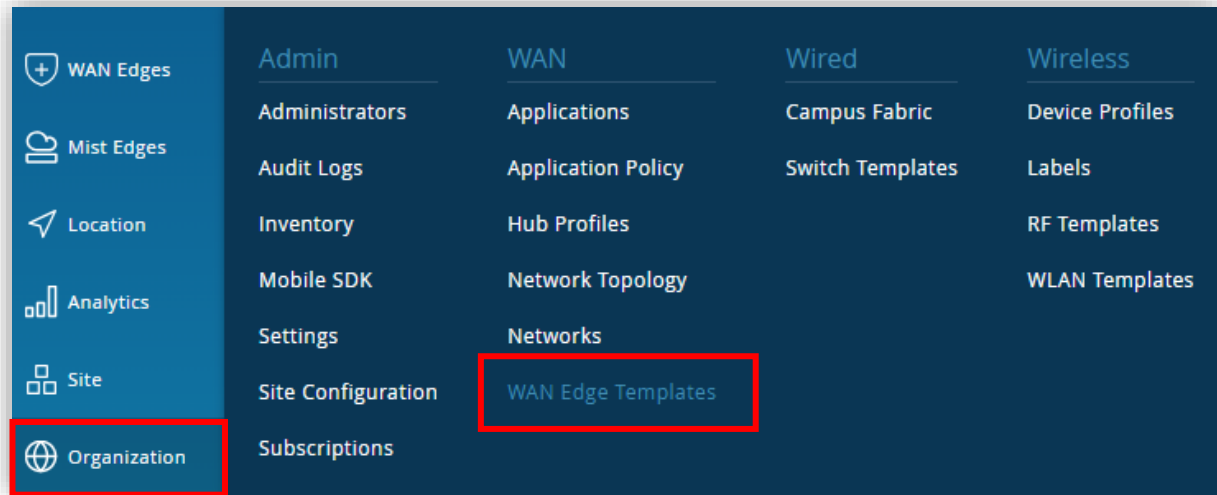 WAN Edges
Mist Edges
Location
Analytics
Site
Organization
Admin
Administrators
Audit Logs
Inventory
Mobile SDK
Settings
Site Configuration
Subscriptions
WAN
Applications
Application Policy
Hub Profiles
Network Topology
Networks
WAN Edge Templates
Wired
Campus Fabric
Switch Templates
Wireless
Device Profiles
Labels
RF Templates
WLAN Templates